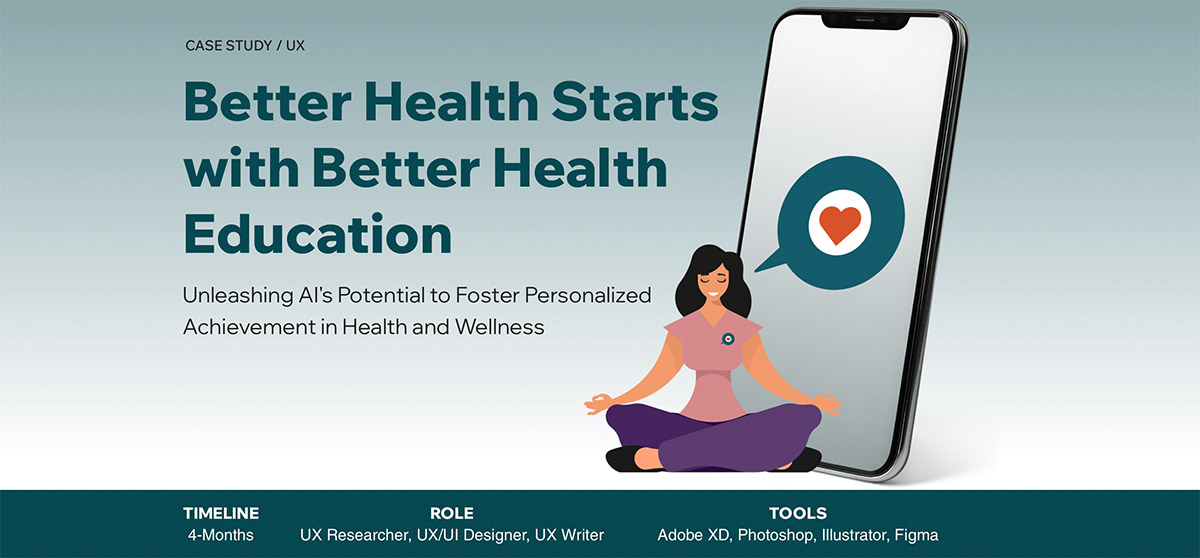 CASE STUDY / UX
Better Health Starts
with Better Health
Education
Unleashing AI's Potential to Foster Personalized
Achievement in Health and Wellness
TIMELINE
4-Months
ROLE
UX Researcher, UX/UI Designer, UX Writer
TOOLS
Adobe XD, Photoshop, Illustrator, Figma